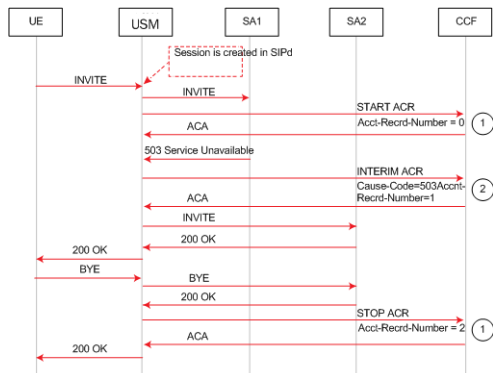 UE
USM
SA1
SA2
CCF
Session is created in SIPd
INVITE
INVITE
START ACR
Acct-Recrd-Number = 0
1
ACA
503 Service Unavailable
INTERIM ACR
Cause-Code=503Accnt-
Recrd-Number=1
2
ACA
INVITE
200 OK
200 OK
BYE
BYE
200 OK
STOP ACR
Acct-Recrd-Number = 2
1
ACA
200 OK